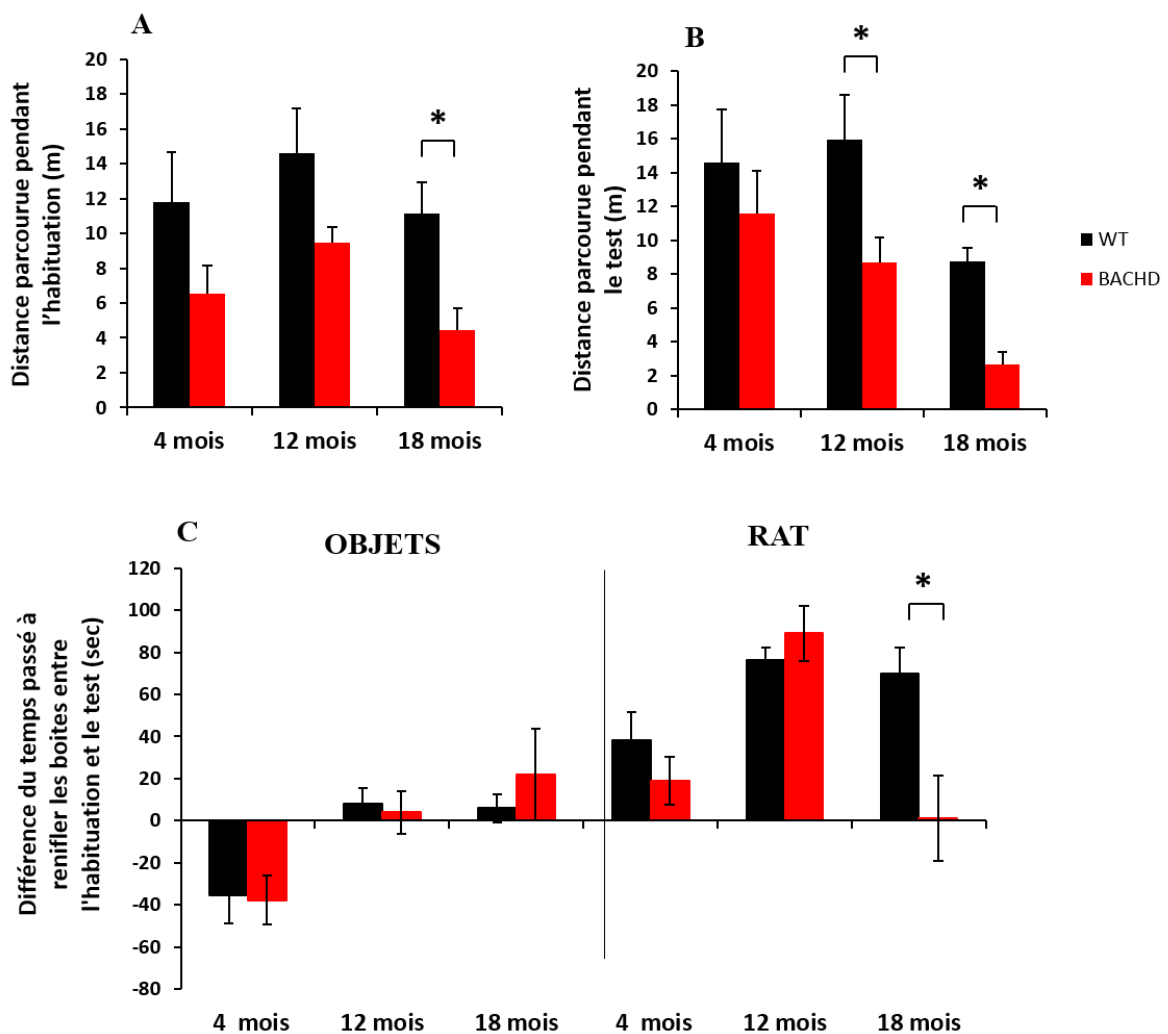 A
Distance parcourue pendant
l’habituation (m)
20
18
16
14
12
10
8
6
4
2
0
*
4 mois
12 mois
18 mois
B
Distance parcourue pendant
le test (m)
20
18
16
14
12
10
8
6
4
2
0
*
*
4 mois
12 mois
18 mois
WT
BACHD
C
OBJETS
RAT
Différence du temps passé à
renifler les boites entre
l'habituation et le test (sec)
120
100
80
60
40
20
0
-20
-40
-60
-80
*
4 mois
12 mois
18 mois
4 mois
12 mois
18 mois